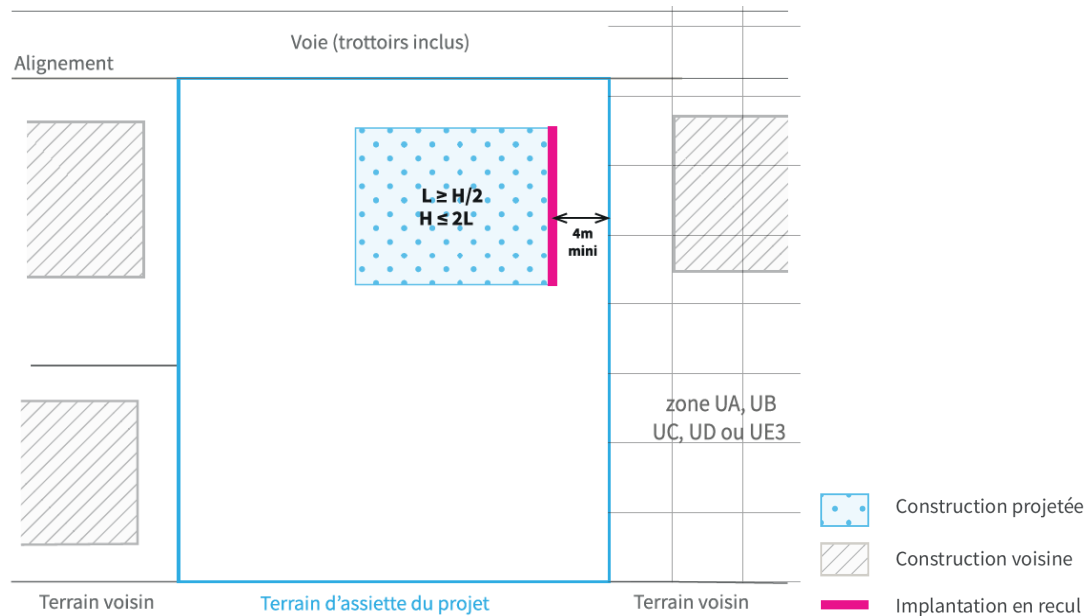 Voie (trottoirs inclus)
Alignement
L ≥ H/2
H ≤ 2L
4m
mini
zone UA, UB
UC, UD ou UE3
Construction projetée
Construction voisine
Implantation en recul
Terrain voisin
Terrain d'assiette du projet
Terrain voisin